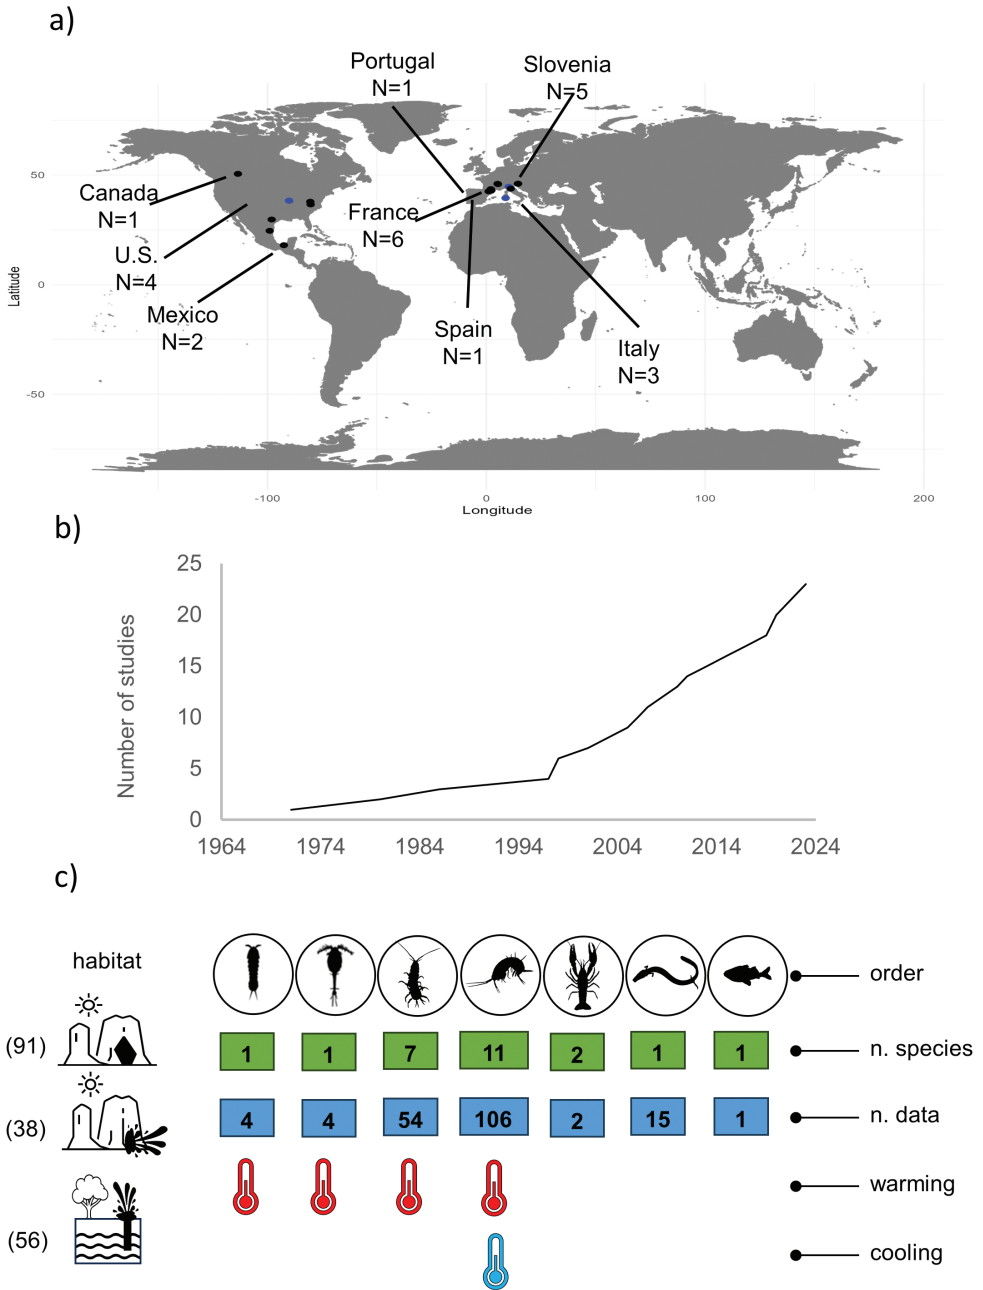 a)
Portugal
N=1
Slovenia
N=5
50
Canada
N=1
France
N=6
U.S.
N=4
Latitude
0
Mexico
N=2
Spain
N=1
Italy
N=3
-50
-100
0
100
200
Longitude
b)
25
20
15
10
5
0
Number of studies
1964
1974
1984
1994
2004
2014
2024
c)
habitat
order
(91)
1
1
7
11
2
1
1
n. species
(38)
4
4
54
106
2
15
1
n. data
warming
(56)
cooling